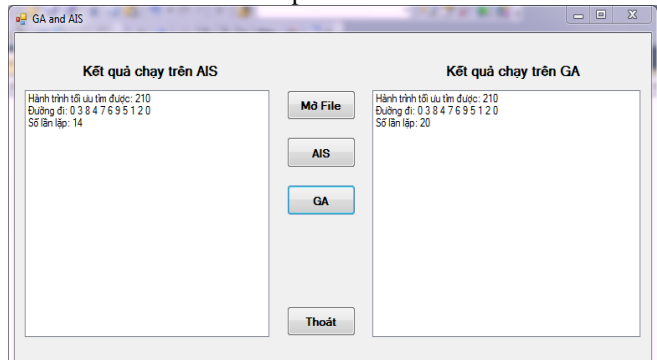 GA and AIS
Kết quả chạy trên AIS
Kết quả chạy trên GA
Hành trình tối ưu tìm được: 210
Đường đi: 0 3 8 4 7 6 9 5 1 2 0
Số lần lặp: 14
Mở File
AIS
GA
Thoát
Hành trình tối ưu tìm được: 210
Đường đi: 0 3 8 4 7 6 9 5 1 2 0
Số lần lặp: 20